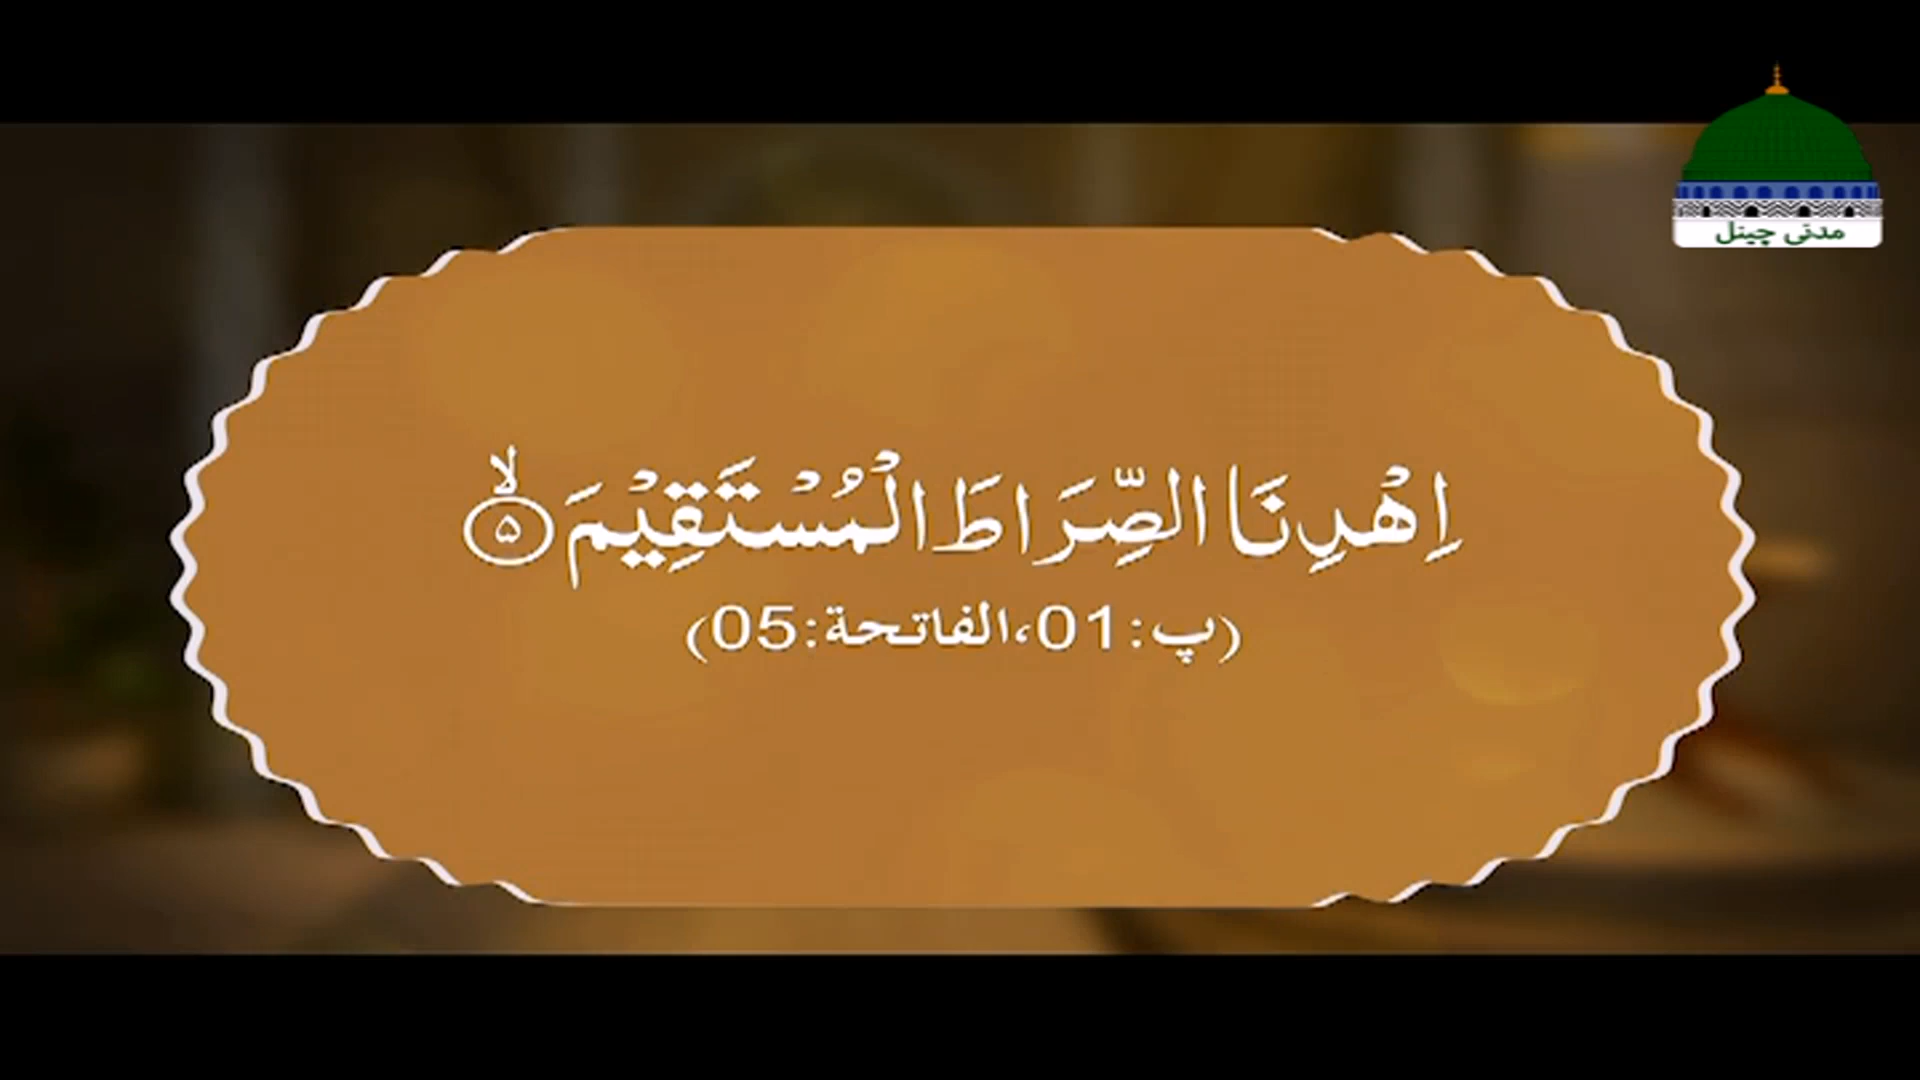 مدنی چینل
اِهْدِنَا الصِّرَاطَ الْمُسْتَقِیْمَ ۙ﴿۵﴾
(پ:01،الفاتحة:05)